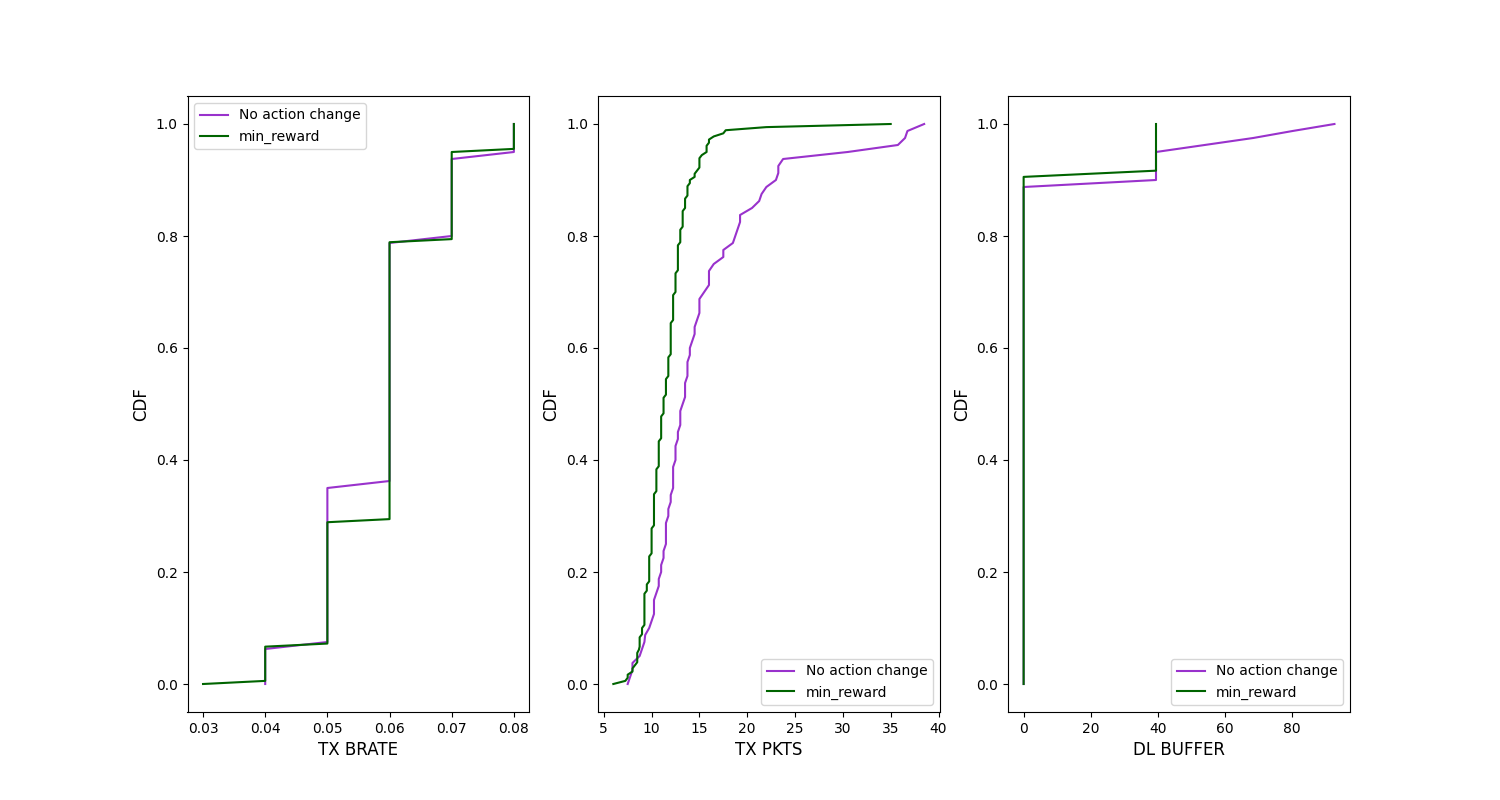 No action change
min_reward
1.0
0.8
0.6
0.4
0.2
0.0
CDF
0.03 0.04 0.05 0.06 0.07 0.08
TX BRATE
1.0
0.8
0.6
0.4
0.2
0.0
CDF
No action change
min_reward
5 10 15 20 25 30 35 40
TX PKTS
1.0
0.8
0.6
0.4
0.2
0.0
CDF
No action change
min_reward
0 20 40 60 80
DL BUFFER